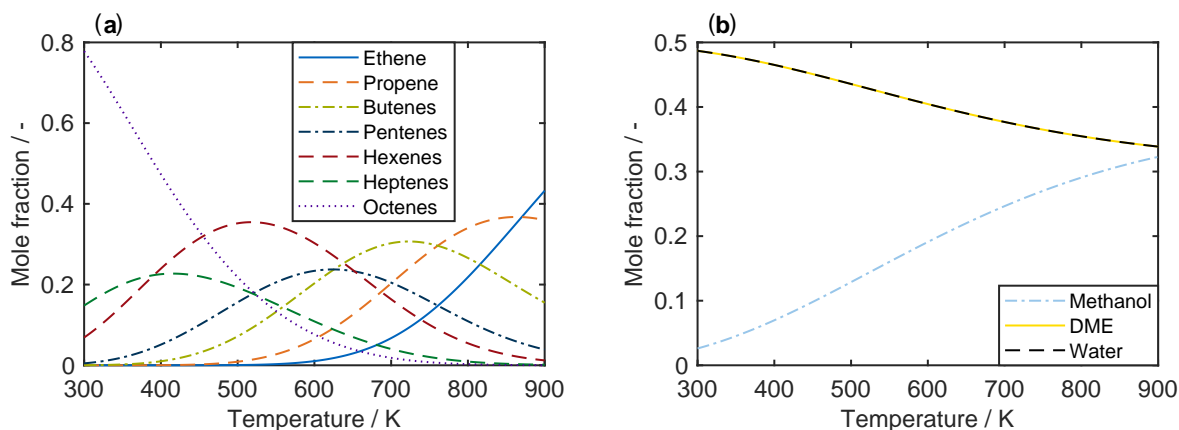 (a)
Mole fraction / -
0.8
0.6
0.4
0.2
0
300 400 500 600 700 800 900
Temperature / K
Ethene
Propene
Butenes
Pentenes
Hexenes
Heptenes
Octenes
(b)
Mole fraction / -
0.5
0.4
0.3
0.2
0.1
0
300 400 500 600 700 800 900
Temperature / K
Methanol
DME
Water